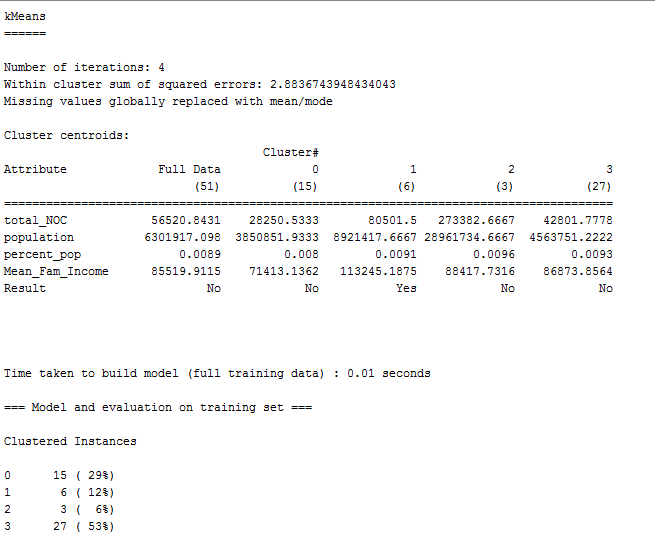 kMeans
======
Number of iterations: 4
Within cluster sum of squared errors: 2.8836743948434043
Missing values globally replaced with mean/mode
Cluster centroids:
Cluster#
Attribute Full Data 0 1 2 3
(51) (15) (6) (3) (27)
==================================================================================================
total_NOC 56520.8431 28250.5333 80501.5 273382.6667 42801.7778
population 6301917.098 3850851.9333 8921417.6667 28961734.6667 4563751.2222
percent_pop 0.0089 0.008 0.0091 0.0096 0.0093
Mean_Fam_Income 85519.9115 71413.1362 113245.1875 88417.7316 86873.8564
Result No No Yes No No
Time taken to build model (full training data) : 0.01 seconds
=== Model and evaluation on training set ===
Clustered Instances
0 15 ( 29%)
1 6 ( 12%)
2 3 ( 6%)
3 27 ( 53%)